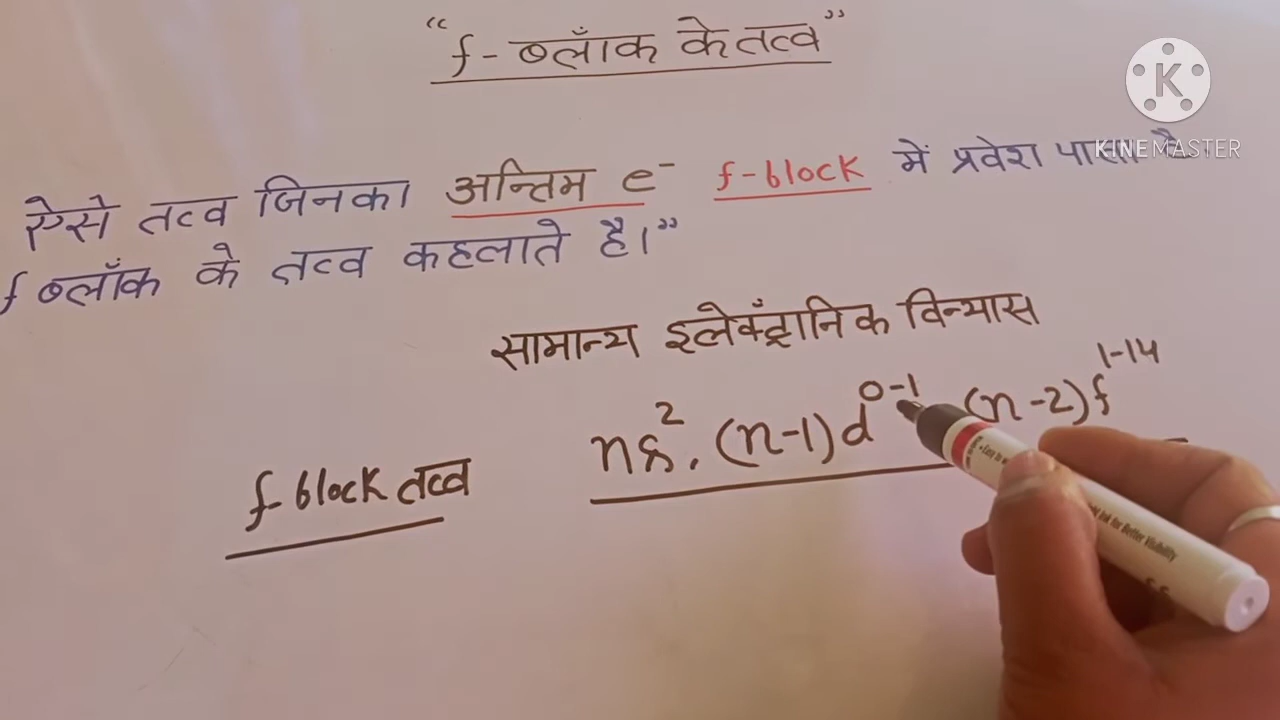 “f-ब्लॉक के तत्व”
K
KINEMASTER
ऐसे तत्व जिनका अन्तिम e⁻ f-block में प्रवेश पाता है
f ब्लॉक के तत्व कहलाते है।”
सामान्य इलेक्ट्रॉनिक विन्यास
f-block तत्व ns², (n-1)d⁰⁻¹ (n-2)f¹⁻¹⁴